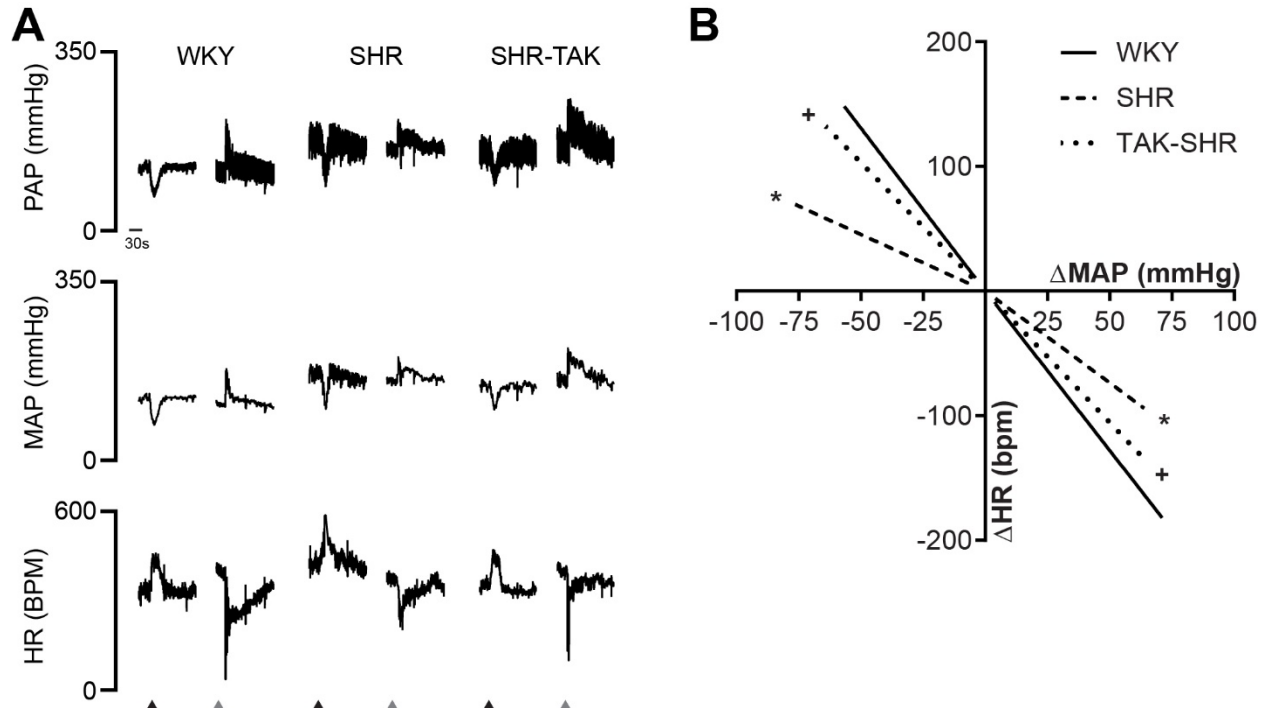 A
350
WKY
SHR
SHR-TAK
PAP (mmHg)
0
30s
350
MAP (mmHg)
0
600
HR (BPM)
0
B
200
WKY
SHR
TAK-SHR
+
100
*
ΔMAP (mmHg)
-100 -75 -50 -25 25 50 75 100
-100
*
+
ΔHR (bpm)
-200